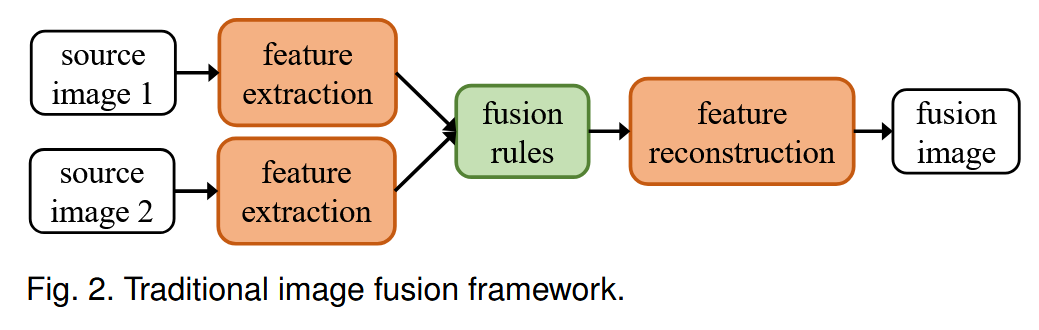 source
image 1
feature
extraction
source
image 2
feature
extraction
fusion
rules
feature
reconstruction
fusion
image
Fig. 2. Traditional image fusion framework.